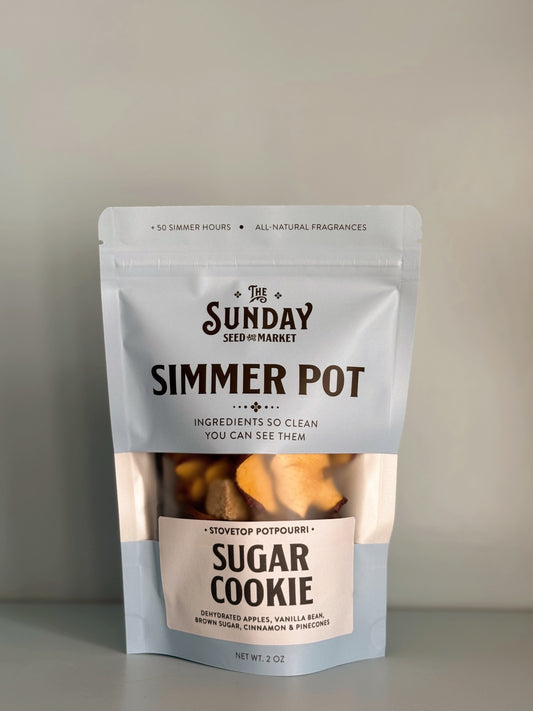 + 50 SIMMER HOURS • ALL-NATURAL FRAGRANCES
THE
SUNDAY
SEED AND MARKET
SIMMER POT
INGREDIENTS SO CLEAN
YOU CAN SEE THEM
• STOVETOP POTPOURRI •
SUGAR
COOKIE
DEHYDRATED APPLES, VANILLA BEAN,
BROWN SUGAR, CINNAMON & PINECONES
NET WT. 2 OZ